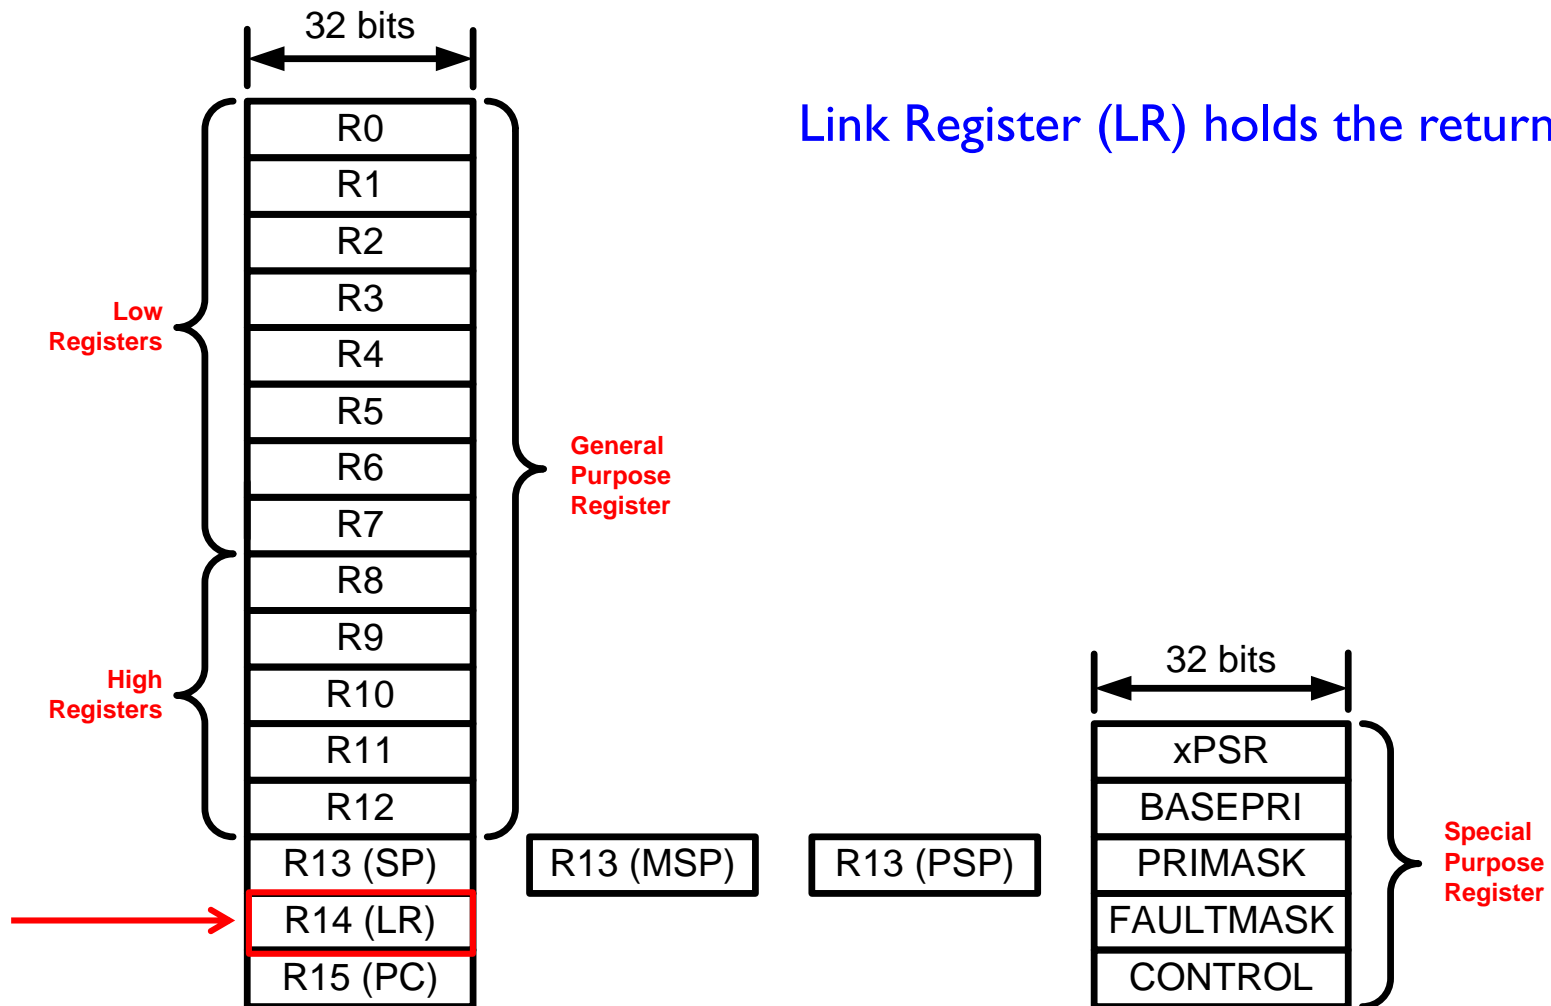 32 bits
Link Register (LR) holds the return
R0
R1
R2
R3
Low
Registers
R4
R5
General
Purpose
Register
R6
R7
R8
R9
High
Registers
R10
R11
R12
R13 (SP)
R13 (MSP)
R13 (PSP)
R14 (LR)
R15 (PC)
32 bits
xPSR
BASEPRI
PRIMASK
FAULTMASK
CONTROL
Special
Purpose
Register